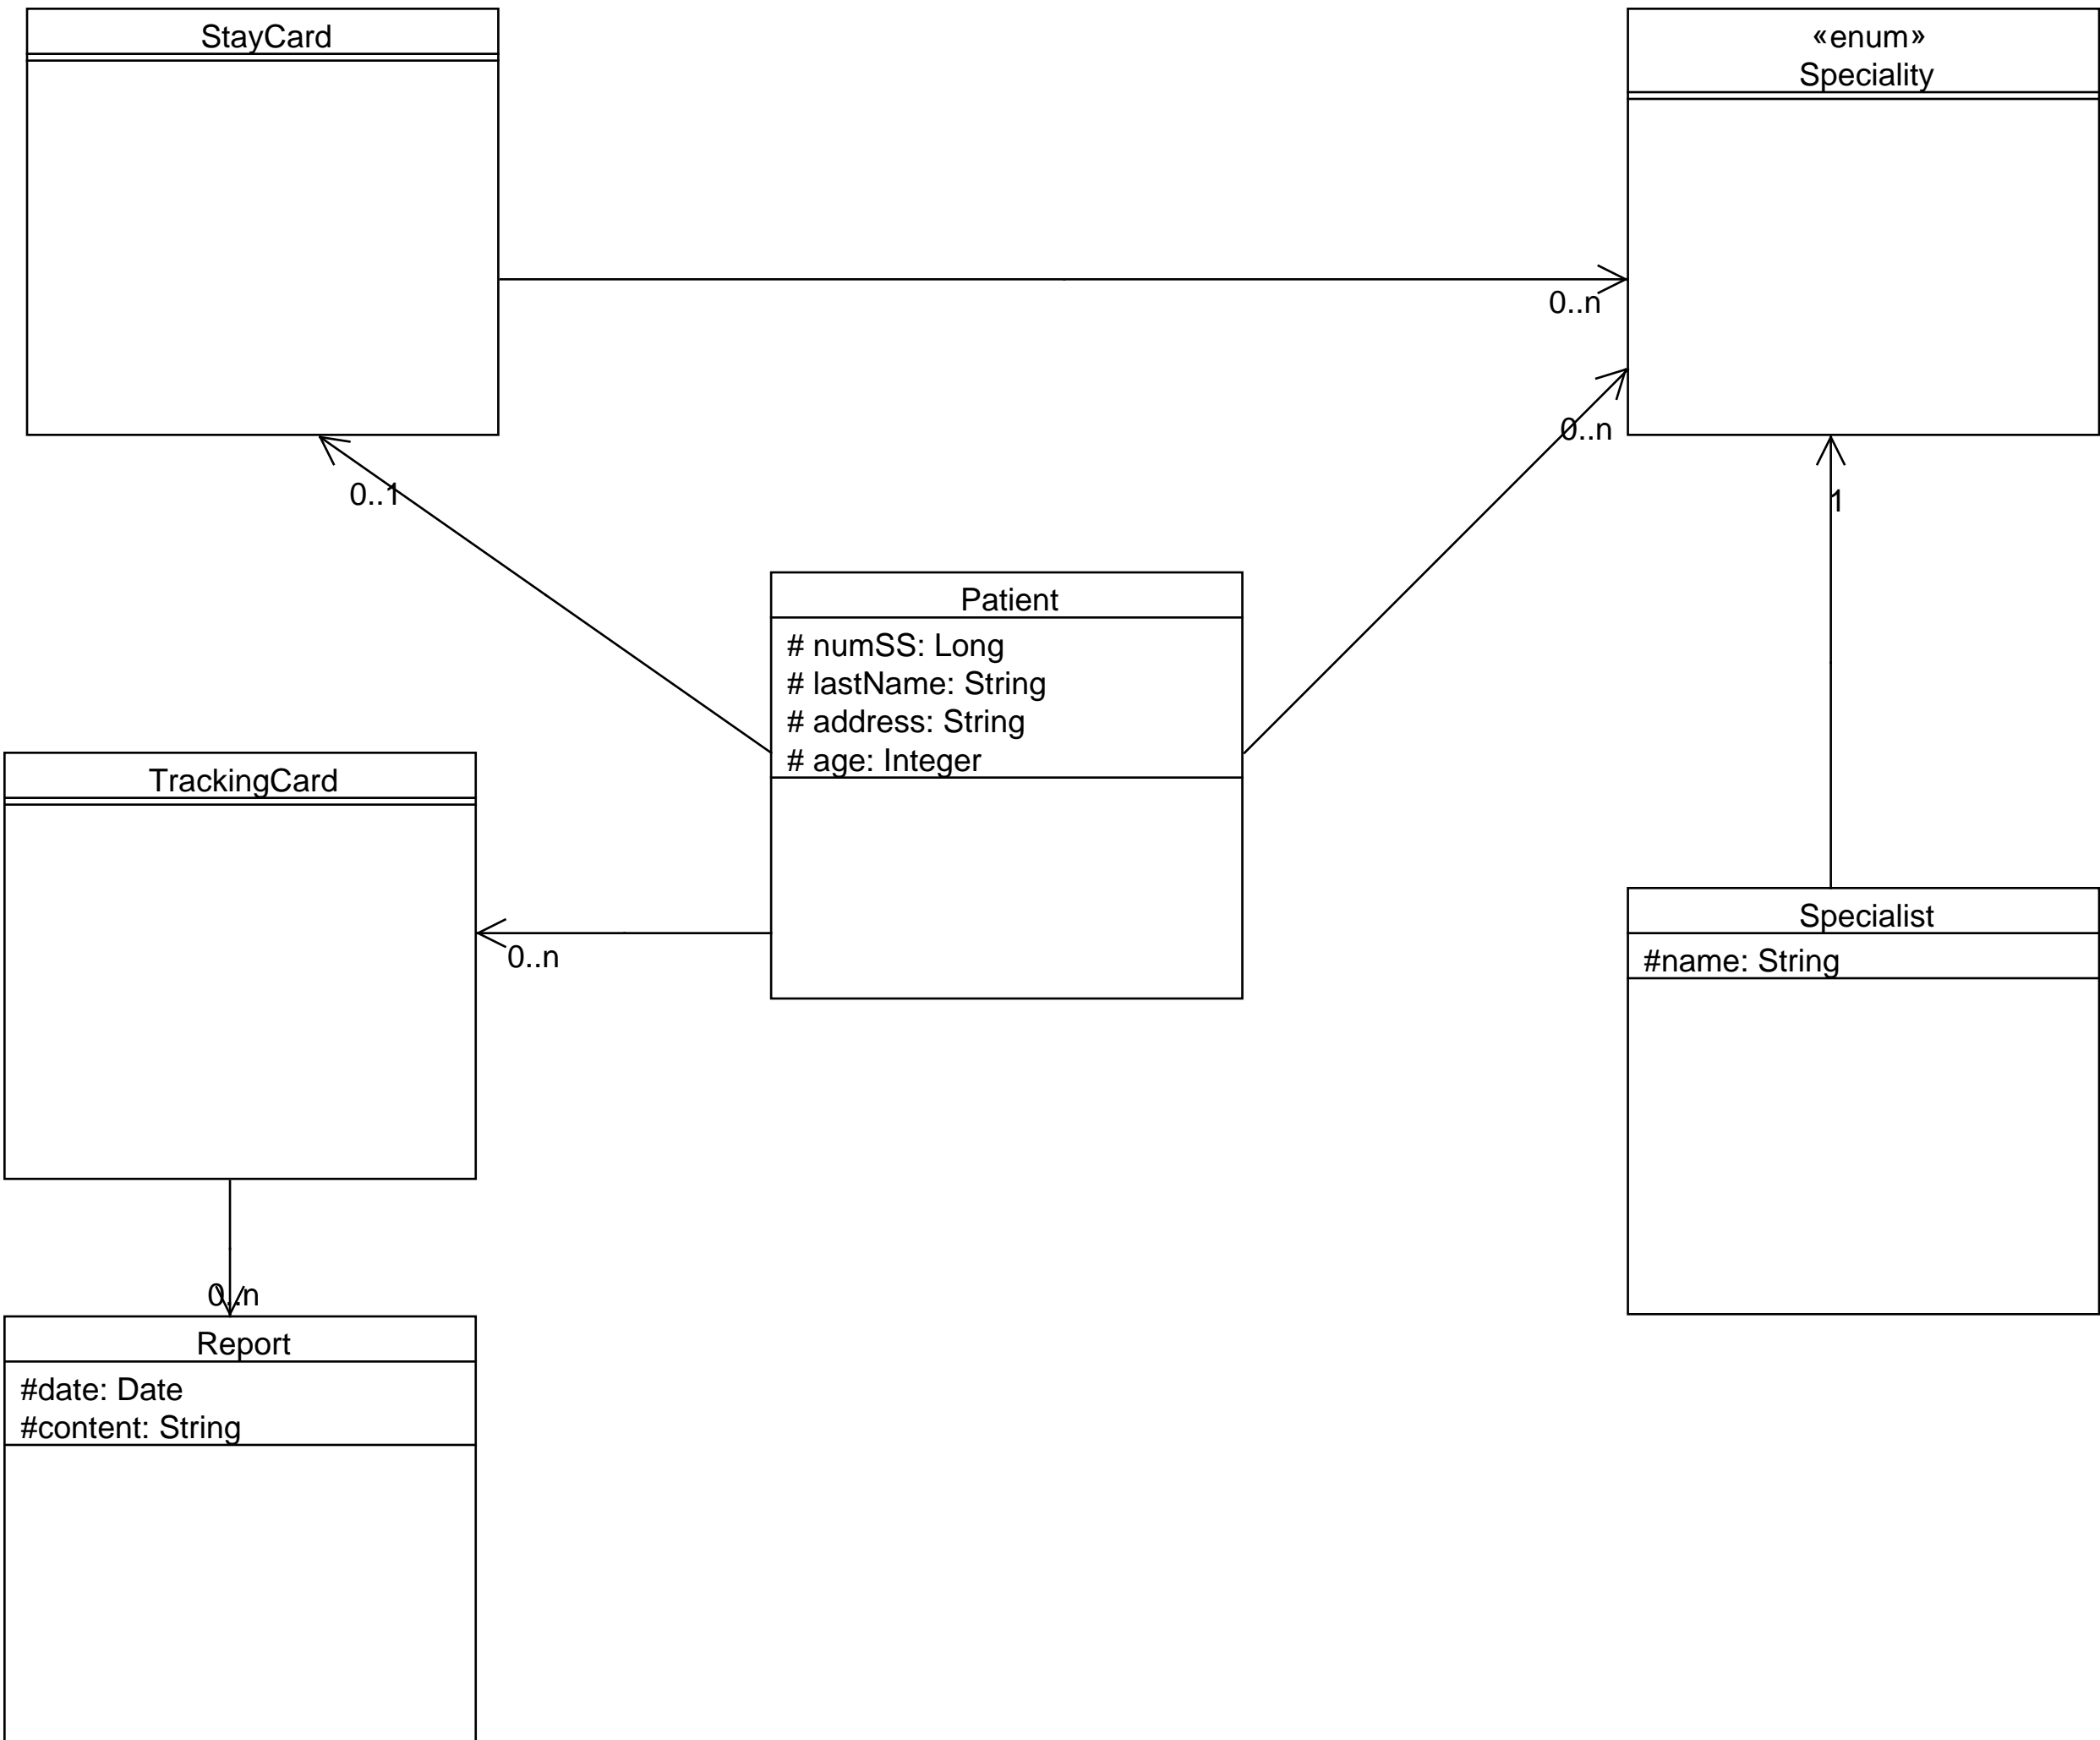 StayCard
«enum»
Speciality
0..n
0..n
0..1
1
Patient
# numSS: Long
# lastName: String
# address: String
# age: Integer
TrackingCard
0..n
Specialist
#name: String
0..n
Report
#date: Date
#content: String